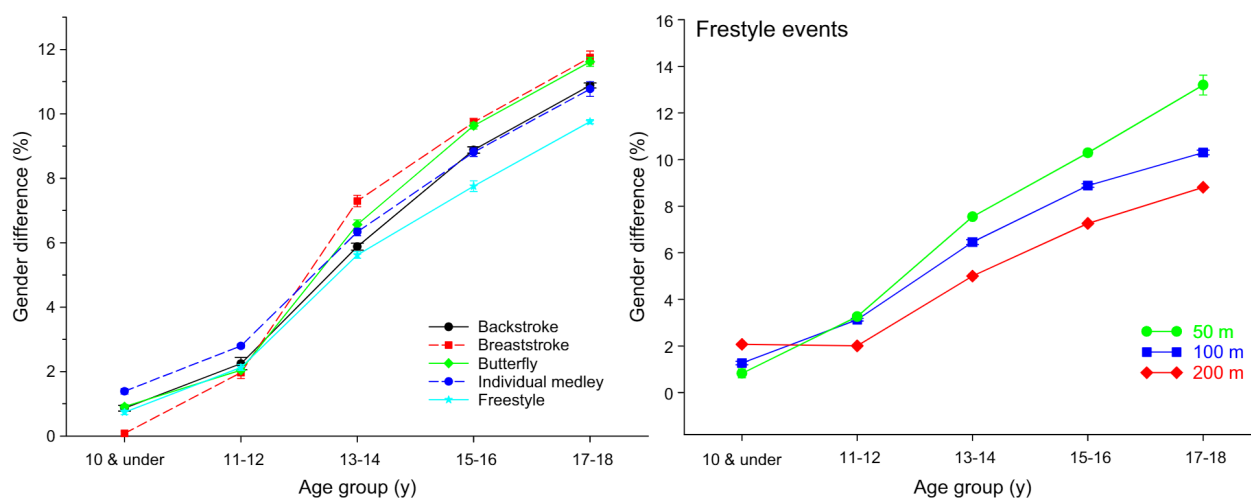 12
10
8
6
4
2
0
Gender difference (%)
10 & under
11-12
13-14
15-16
17-18
Age group (y)
Backstroke
Breaststroke
Butterfly
Individual medley
Freestyle
Frestyle events
16
14
12
10
8
6
4
2
0
Gender difference (%)
10 & under
11-12
13-14
15-16
17-18
Age group (y)
50 m
100 m
200 m